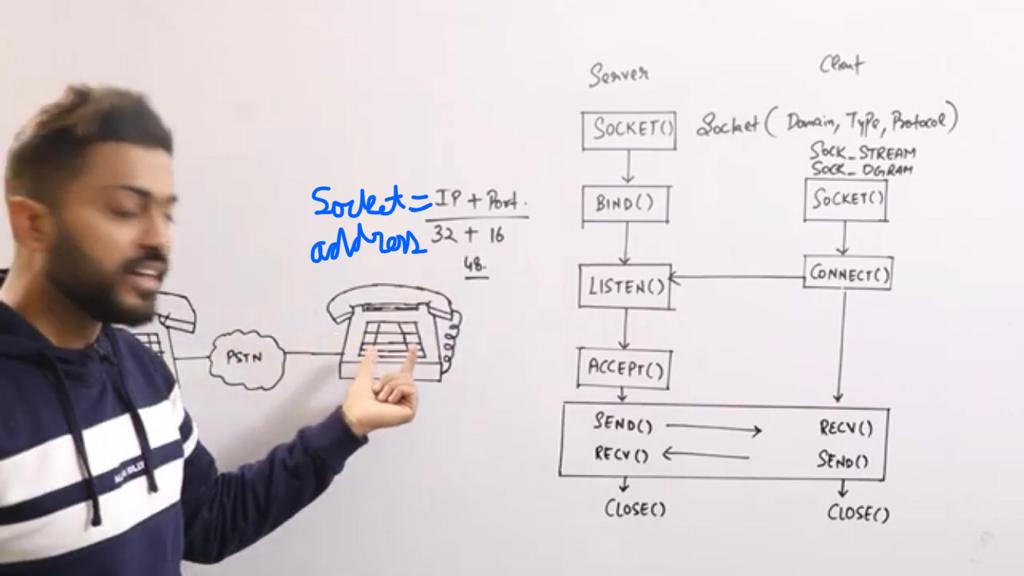 Server
Client
SOCKET()
Socket( Domain, Type, Protocol)
SOCK_STREAM
SOCK_DGRAM
SOCKET()
BIND()
Socket = IP + Port.
address 32 + 16
48.
LISTEN()
CONNECT()
PSTN
ACCEPT()
SEND()
RECV()
RECV()
SEND()
CLOSE()
CLOSE()